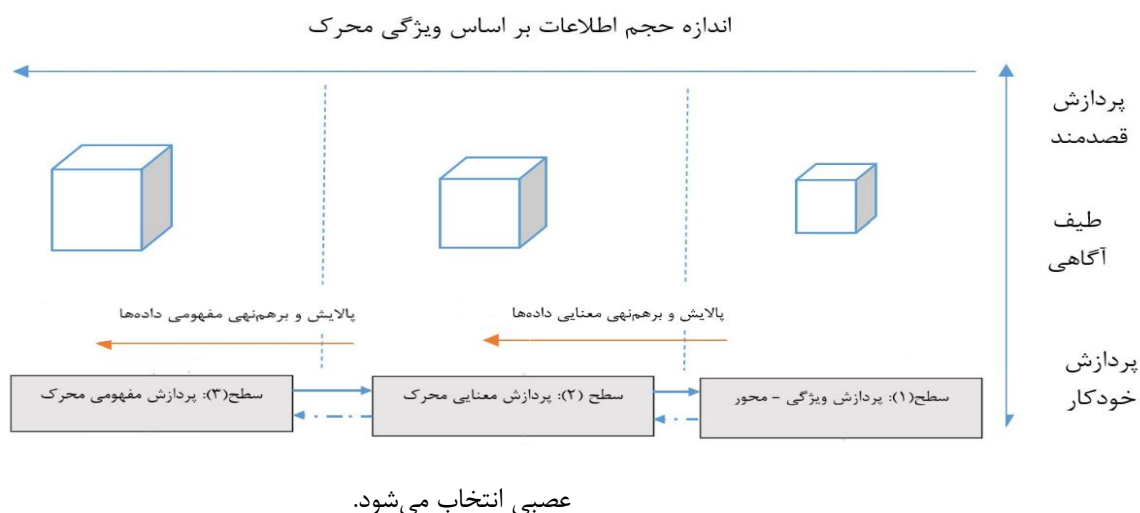 اندازه حجم اطلاعات بر اساس ویژگی محرک
پردازش
قصدمند
طیف
آگاهی
پردازش
خودکار
پالایش و برهم‌نهی معنایی داده‌ها
پالایش و برهم‌نهی مفهومی داده‌ها
سطح(۱): پردازش ویژگی - محور
سطح (۲): پردازش معنایی محرک
سطح(۳): پردازش مفهومی محرک
عصبی انتخاب می‌شود.